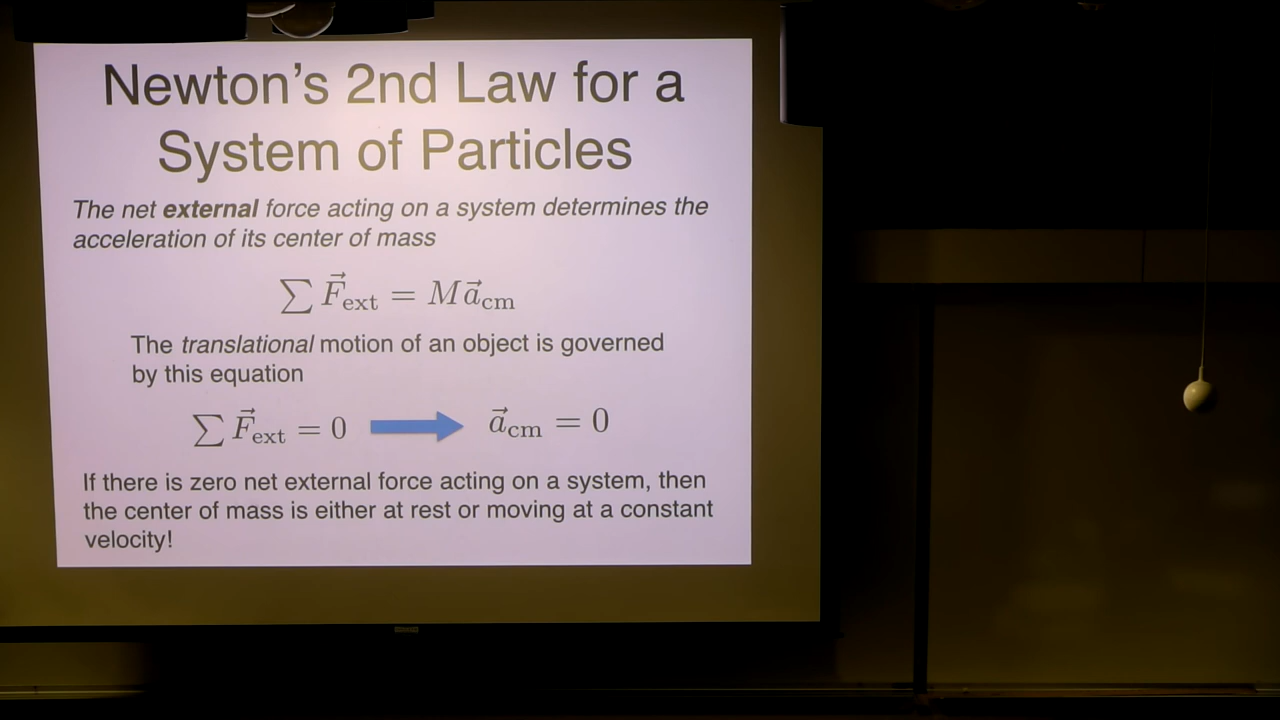 Newton's 2nd Law for a
System of Particles
The net external force acting on a system determines the
acceleration of its center of mass
∑ F⃗ext = Ma⃗cm
The translational motion of an object is governed
by this equation
∑ F⃗ext = 0 a⃗cm = 0
If there is zero net external force acting on a system, then
the center of mass is either at rest or moving at a constant
velocity!